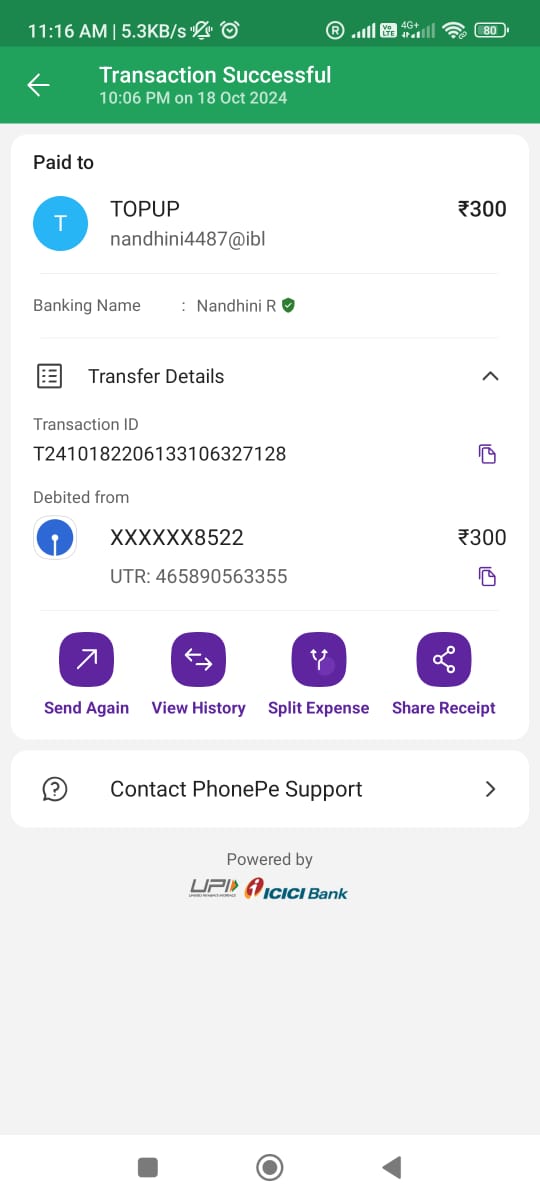 11:16 AM | 5.3KB/s
R Vo LTE 4G+ 80
Transaction Successful
10:06 PM on 18 Oct 2024
Paid to
T TOPUP ₹300
nandhini4487@ibl
Banking Name : Nandhini R
Transfer Details
Transaction ID
T2410182206133106327128
Debited from
XXXXXX8522 ₹300
UTR: 465890563355
Send Again View History Split Expense Share Receipt
Contact PhonePe Support
Powered by
UPI ICICI Bank